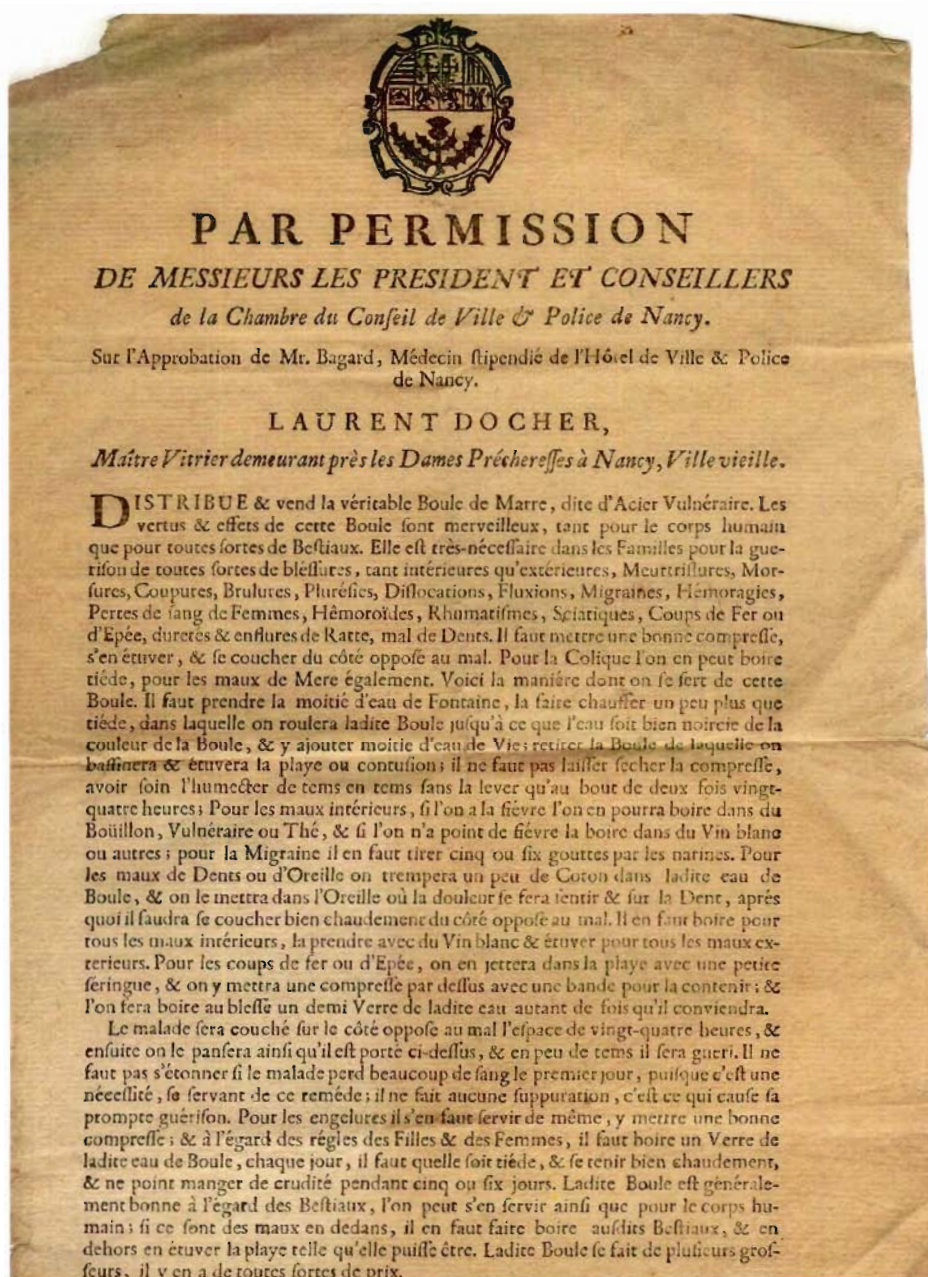 PAR PERMISSION
DE MESSIEURS LES PRESIDENT ET CONSEILLERS
de la Chambre du Conseil de Ville & Police de Nancy.
Sur l'Approbation de Mr. Bagard, Médecin stipendié de l'Hôtel de Ville & Police
de Nancy.
LAURENT DOCHER,
Maître Vitrier demeurant près les Dames Précheresses à Nancy, Ville vieille.
DISTRIBUE & vend la véritable Boule de Marre, dite d'Acier Vulnéraire. Les
vertus & effets de cette Boule sont merveilleux, tant pour le corps humain
que pour toutes sortes de Bestiaux. Elle est très-nécessaire dans les Familles pour la gue-
rison de toutes sortes de bléssures, tant intérieures qu'extérieures, Meurtrissures, Mor-
sures, Coupures, Brulures, Plurésies, Dislocations, Fluxions, Migraines, Hémoragies,
Pertes de sang de Femmes, Hêmoroïdes, Rhumatismes, Sciatiques, Coups de Fer ou
d'Epée, duretés & enflures de Ratte, mal de Dents. Il faut mettre une bonne compresse,
s'en étuver, & se coucher du côté opposé au mal. Pour la Colique l'on en peut boire
tiéde, pour les maux de Mere également. Voici la maniére dont on se sert de cette
Boule. Il faut prendre la moitié d'eau de Fontaine, la faire chauffer un peu plus que
tiéde, dans laquelle on roulera ladite Boule jusqu'à ce que l'eau soit bien noircie de la
couleur de la Boule, & y ajouter moitie d'eau de Vie; retirer la Boule de laquelle on
bassinera & étuvera la playe ou contusion; il ne faut pas laisser secher la compresse,
avoir soin l'humecter de tems en tems sans la lever qu'au bout de deux fois vingt-
quatre heures; Pour les maux intérieurs, si l'on a la fiévre l'on en pourra boire dans du
Boüillon, Vulnéraire ou Thé, & si l'on n'a point de fiévre la boire dans du Vin blanc
ou autres; pour la Migraine il en faut tirer cinq ou six gouttes par les narines. Pour
les maux de Dents ou d'Oreille on trempera un peu de Coton dans ladite eau de
Boule, & on le mettra dans l'Oreille où la douleur se fera sentir & sur la Dent, aprés
quoi il faudra se coucher bien chaudement du côté opposé au mal. Il en faut boire pour
tous les maux intérieurs, la prendre avec du Vin blanc & étuver pour tous les maux ex-
terieurs. Pour les coups de fer ou d'Epée, on en jettera dans la playe avec une petite
seringue, & on y mettra une compresse par dessus avec une bande pour la contenir; &
l'on fera boire au blessé un demi Verre de ladite eau autant de fois qu'il conviendra.
Le malade sera couché sur le côté opposé au mal l'espace de vingt-quatre heures, &
ensuite on le pansera ainsi qu'il est porté ci-dessus, & en peu de tems il sera gueri. Il ne
faut pas s'étonner si le malade perd beaucoup de sang le premier jour, puisque c'est une
nécessité, se servant de ce reméde; il ne fait aucune suppuration, c'est ce qui cause sa
prompte guérison. Pour les engelures il s'en faut servir de même, y mettre une bonne
compresse; & à l'égard des régles des Filles & des Femmes, il faut boire un Verre de
ladite eau de Boule, chaque jour, il faut quelle soit tiéde, & se tenir bien chaudement,
& ne point manger de crudité pendant cinq ou six jours. Ladite Boule est générale-
ment bonne à l'égard des Bestiaux, l'on peut s'en servir ainsi que pour le corps hu-
main; si ce sont des maux en dedans, il en faut faire boire ausdits Bestiaux, & en
dehors en étuver la playe telle qu'elle puisse être. Ladite Boule se fait de plusieurs gros-
seurs, il y en a de toutes sortes de prix.